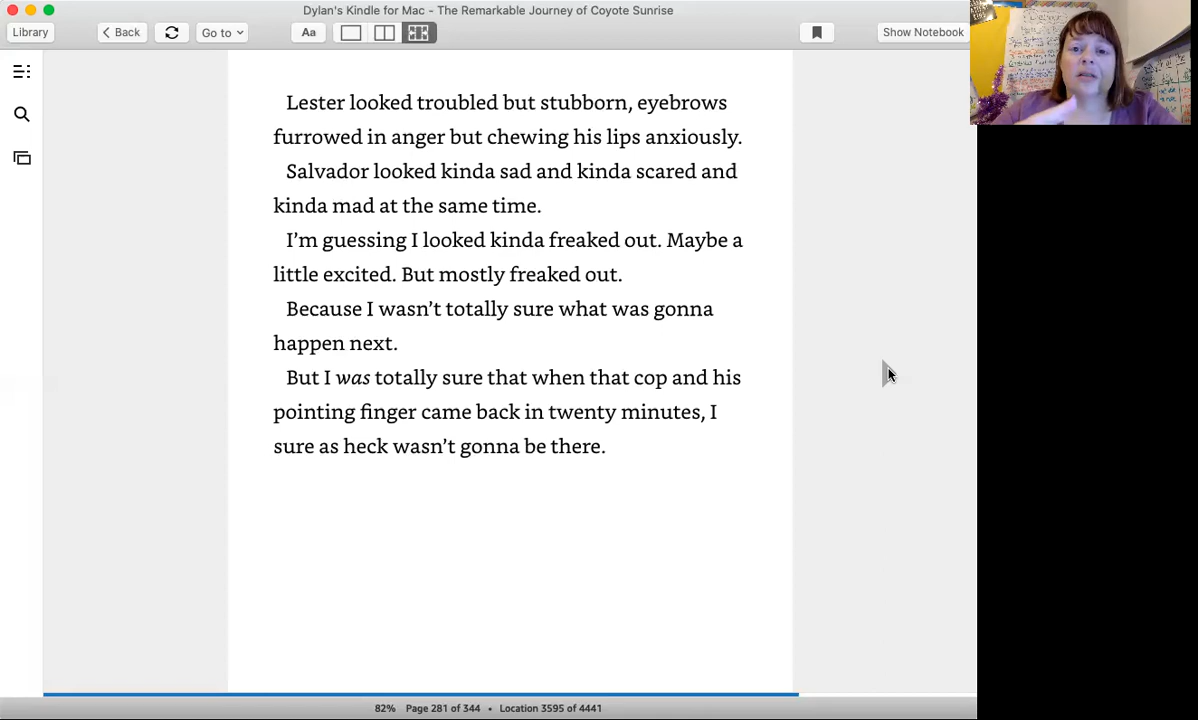 Dylan's Kindle for Mac - The Remarkable Journey of Coyote Sunrise
Library
Back
Go to
Aa
Show Notebook
Lester looked troubled but stubborn, eyebrows
furrowed in anger but chewing his lips anxiously.
Salvador looked kinda sad and kinda scared and
kinda mad at the same time.
I'm guessing I looked kinda freaked out. Maybe a
little excited. But mostly freaked out.
Because I wasn't totally sure what was gonna
happen next.
But I was totally sure that when that cop and his
pointing finger came back in twenty minutes, I
sure as heck wasn't gonna be there.
82% Page 281 of 344 • Location 3595 of 4441